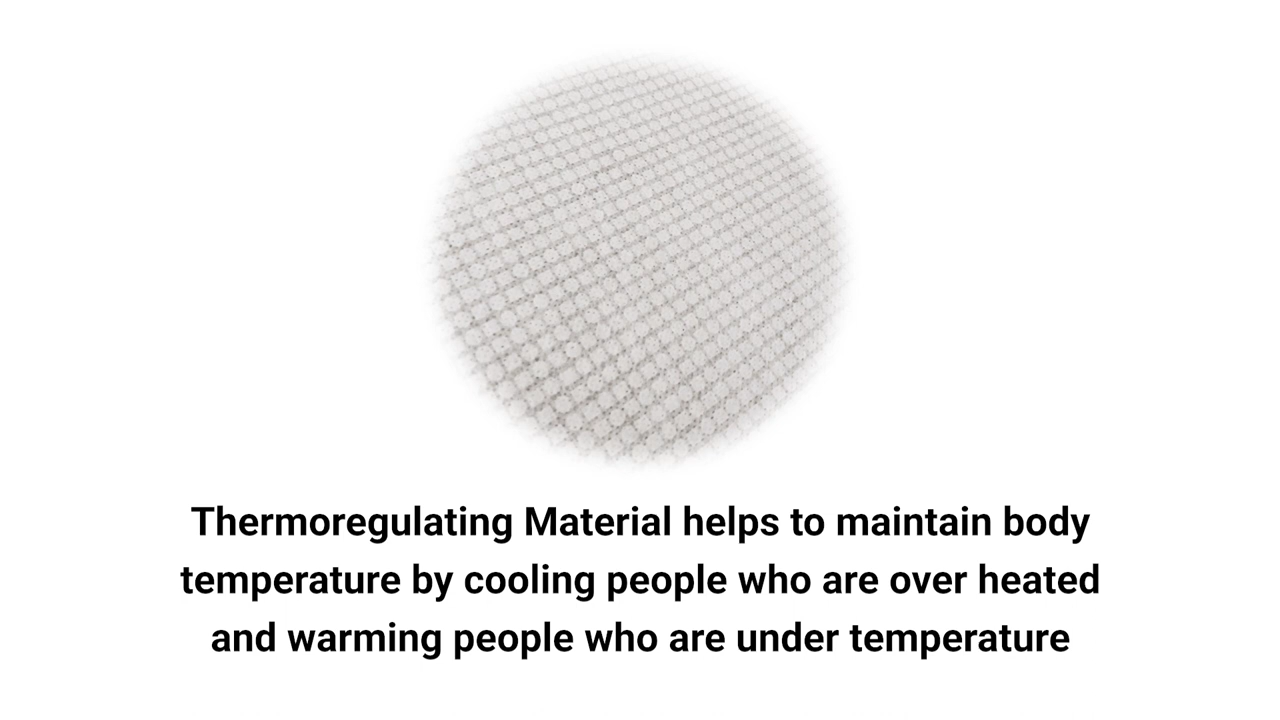 Thermoregulating Material helps to maintain body
temperature by cooling people who are over heated
and warming people who are under temperature